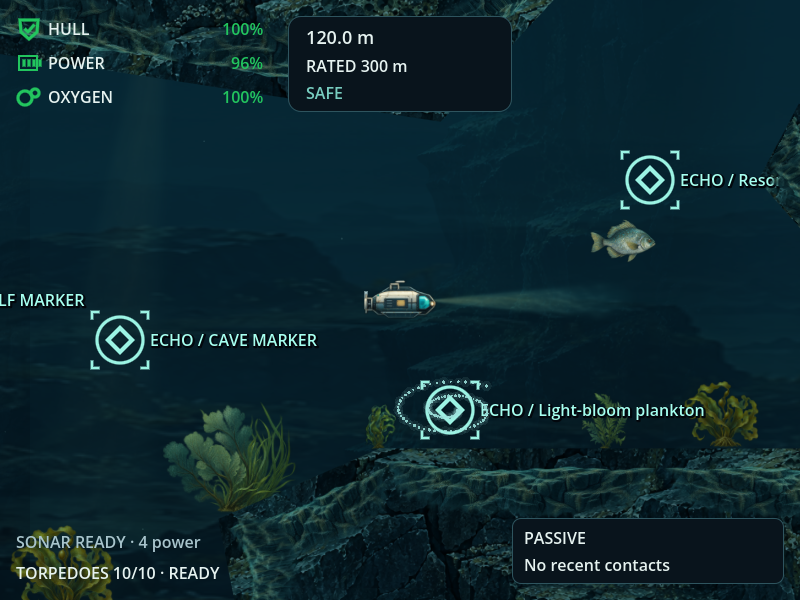 HULL 100%
POWER 96%
OXYGEN 100%
120.0 m
RATED 300 m
SAFE
ECHO / Reso
LF MARKER
ECHO / CAVE MARKER
ECHO / Light-bloom plankton
SONAR READY · 4 power
TORPEDOES 10/10 · READY
PASSIVE
No recent contacts